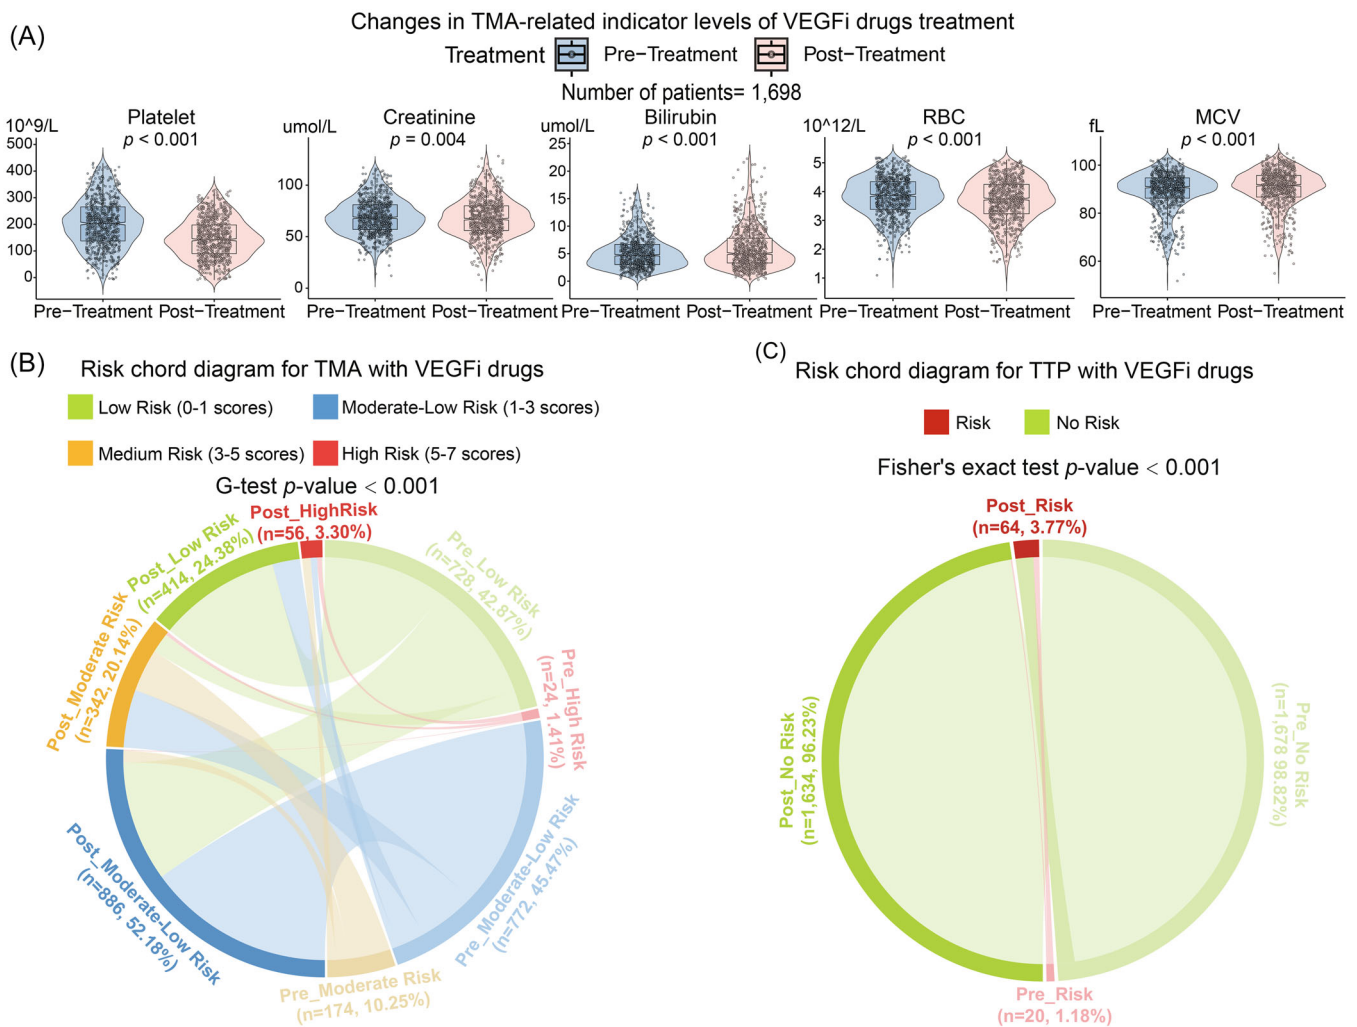 (A)
Changes in TMA-related indicator levels of VEGFi drugs treatment
Treatment Pre−Treatment Post−Treatment
Number of patients= 1,698
Platelet
p < 0.001
10^9/L
500
400
300
200
100
0
Pre−Treatment Post−Treatment
Creatinine
p = 0.004
umol/L
100
50
0
Pre−Treatment Post−Treatment
Bilirubin
p < 0.001
umol/L
25
20
15
10
5
0
Pre−Treatment Post−Treatment
RBC
p < 0.001
10^12/L
5
4
3
2
1
Pre−Treatment Post−Treatment
MCV
p < 0.001
fL
100
80
60
Pre−Treatment Post−Treatment
(B)
Risk chord diagram for TMA with VEGFi drugs
Low Risk (0-1 scores) Moderate-Low Risk (1-3 scores)
Medium Risk (3-5 scores) High Risk (5-7 scores)
G-test p-value < 0.001
Post_HighRisk
(n=56, 3.30%)
Pre_Low Risk
(n=728, 42.87%)
Pre_High Risk
(n=24, 1.41%)
Pre_Moderate-Low Risk
(n=772, 45.47%)
Pre_Moderate Risk
(n=174, 10.25%)
Post_Moderate-Low Risk
(n=886, 52.18%)
Post_Moderate Risk
(n=342, 20.14%)
Post_Low Risk
(n=414, 24.38%)
(C)
Risk chord diagram for TTP with VEGFi drugs
Risk No Risk
Fisher's exact test p-value < 0.001
Post_Risk
(n=64, 3.77%)
Pre_No Risk
(n=1,678 98.82%)
Pre_Risk
(n=20, 1.18%)
Post_No Risk
(n=1,634, 96.23%)